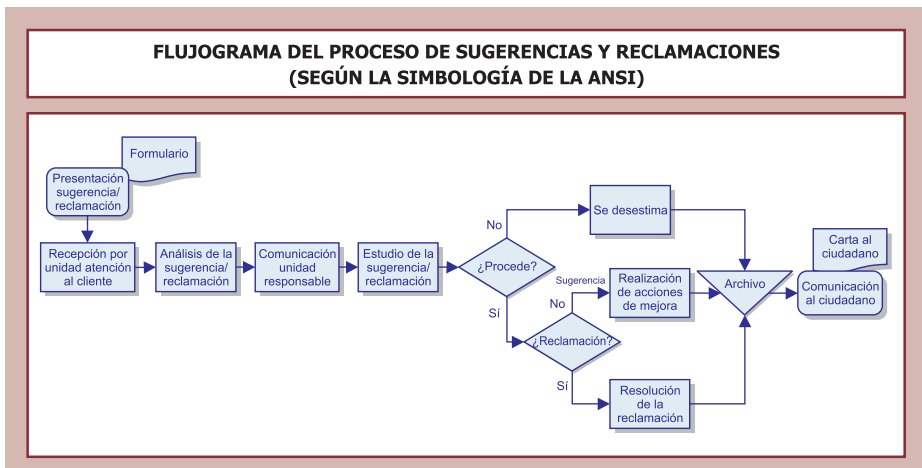 FLUJOGRAMA DEL PROCESO DE SUGERENCIAS Y RECLAMACIONES
(SEGÚN LA SIMBOLOGÍA DE LA ANSI)
Formulario
Presentación
sugerencia/
reclamación
Recepción por
unidad atención
al cliente
Análisis de la
sugerencia/
reclamación
Comunicación
unidad
responsable
Estudio de la
sugerencia/
reclamación
¿Procede?
No
Se desestima
Sí
¿Reclamación?
No
Sugerencia
Realización
de acciones
de mejora
Sí
Resolución
de la
reclamación
Archivo
Carta al
ciudadano
Comunicación
al ciudadano